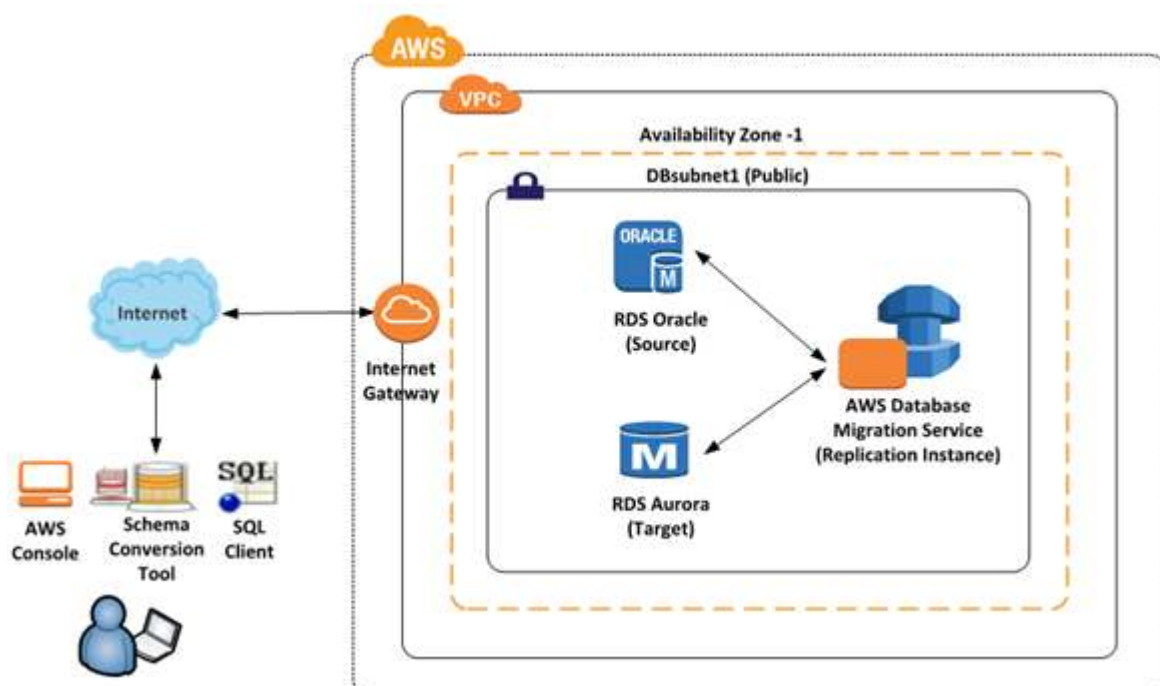 AWS
VPC
Availability Zone -1
DBsubnet1 (Public)
ORACLE
M
RDS Oracle
(Source)
Internet
Internet
Gateway
AWS Database
Migration Service
(Replication Instance)
M
RDS Aurora
(Target)
SQL
AWS
Console
Schema
Conversion
Tool
SQL
Client